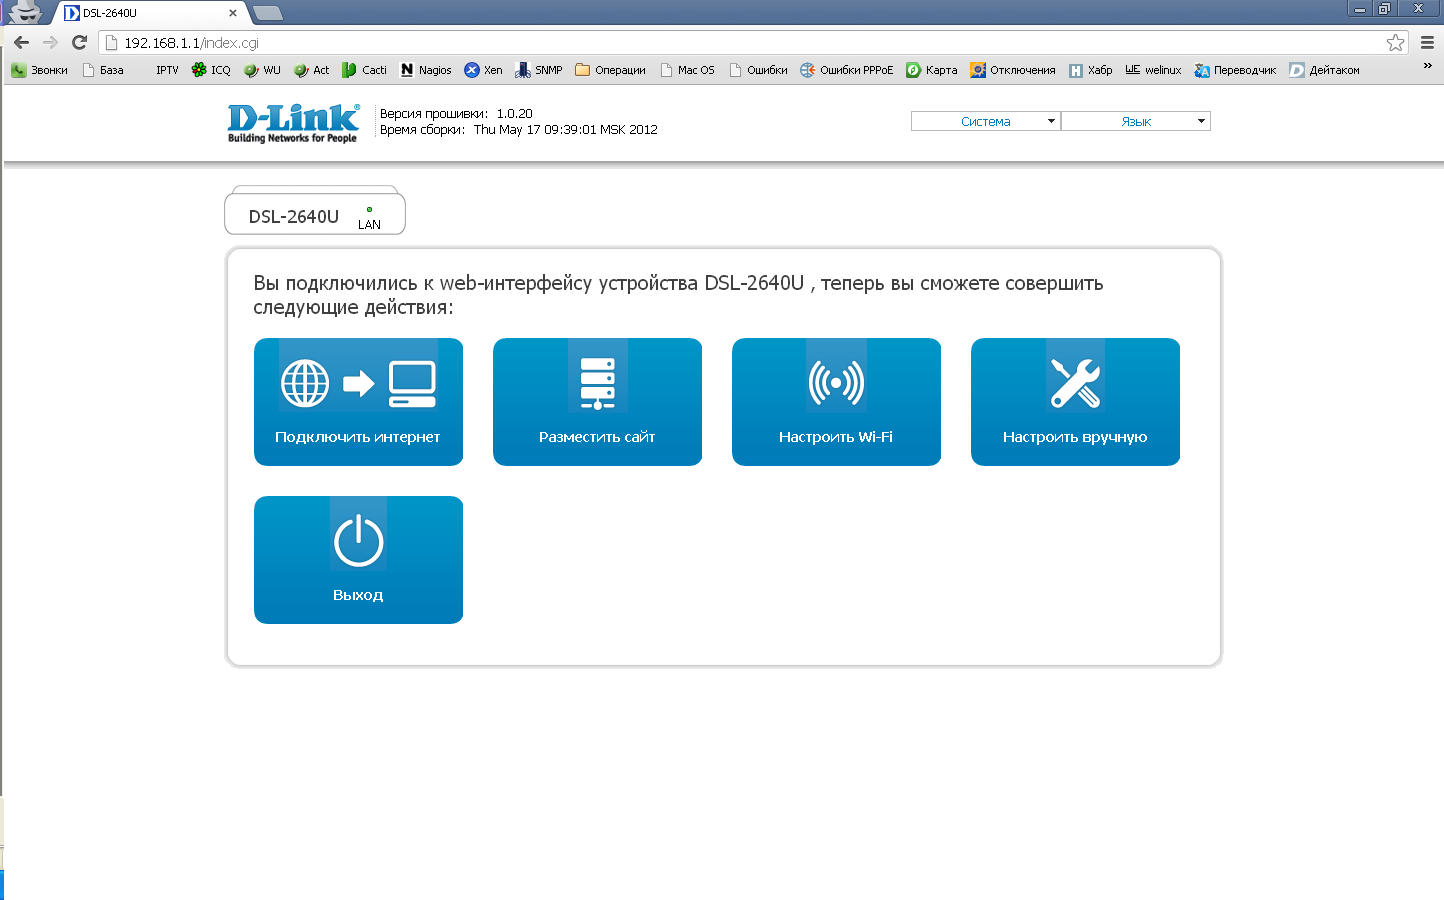 DSL-2640U
192.168.1.1/index.cgi
Звонки База IPTV ICQ WU Act Cacti Nagios Xen SNMP Операции Mac OS Ошибки Ошибки PPPoE Карта Отключения Хабр welinux Переводчик Дейтаком »
D-Link
Building Networks for People
Версия прошивки: 1.0.20
Время сборки: Thu May 17 09:39:01 MSK 2012
Система Язык
DSL-2640U LAN
Вы подключились к web-интерфейсу устройства DSL-2640U , теперь вы сможете совершить
следующие действия:
Подключить интернет Разместить сайт Настроить Wi-Fi Настроить вручную
Выход